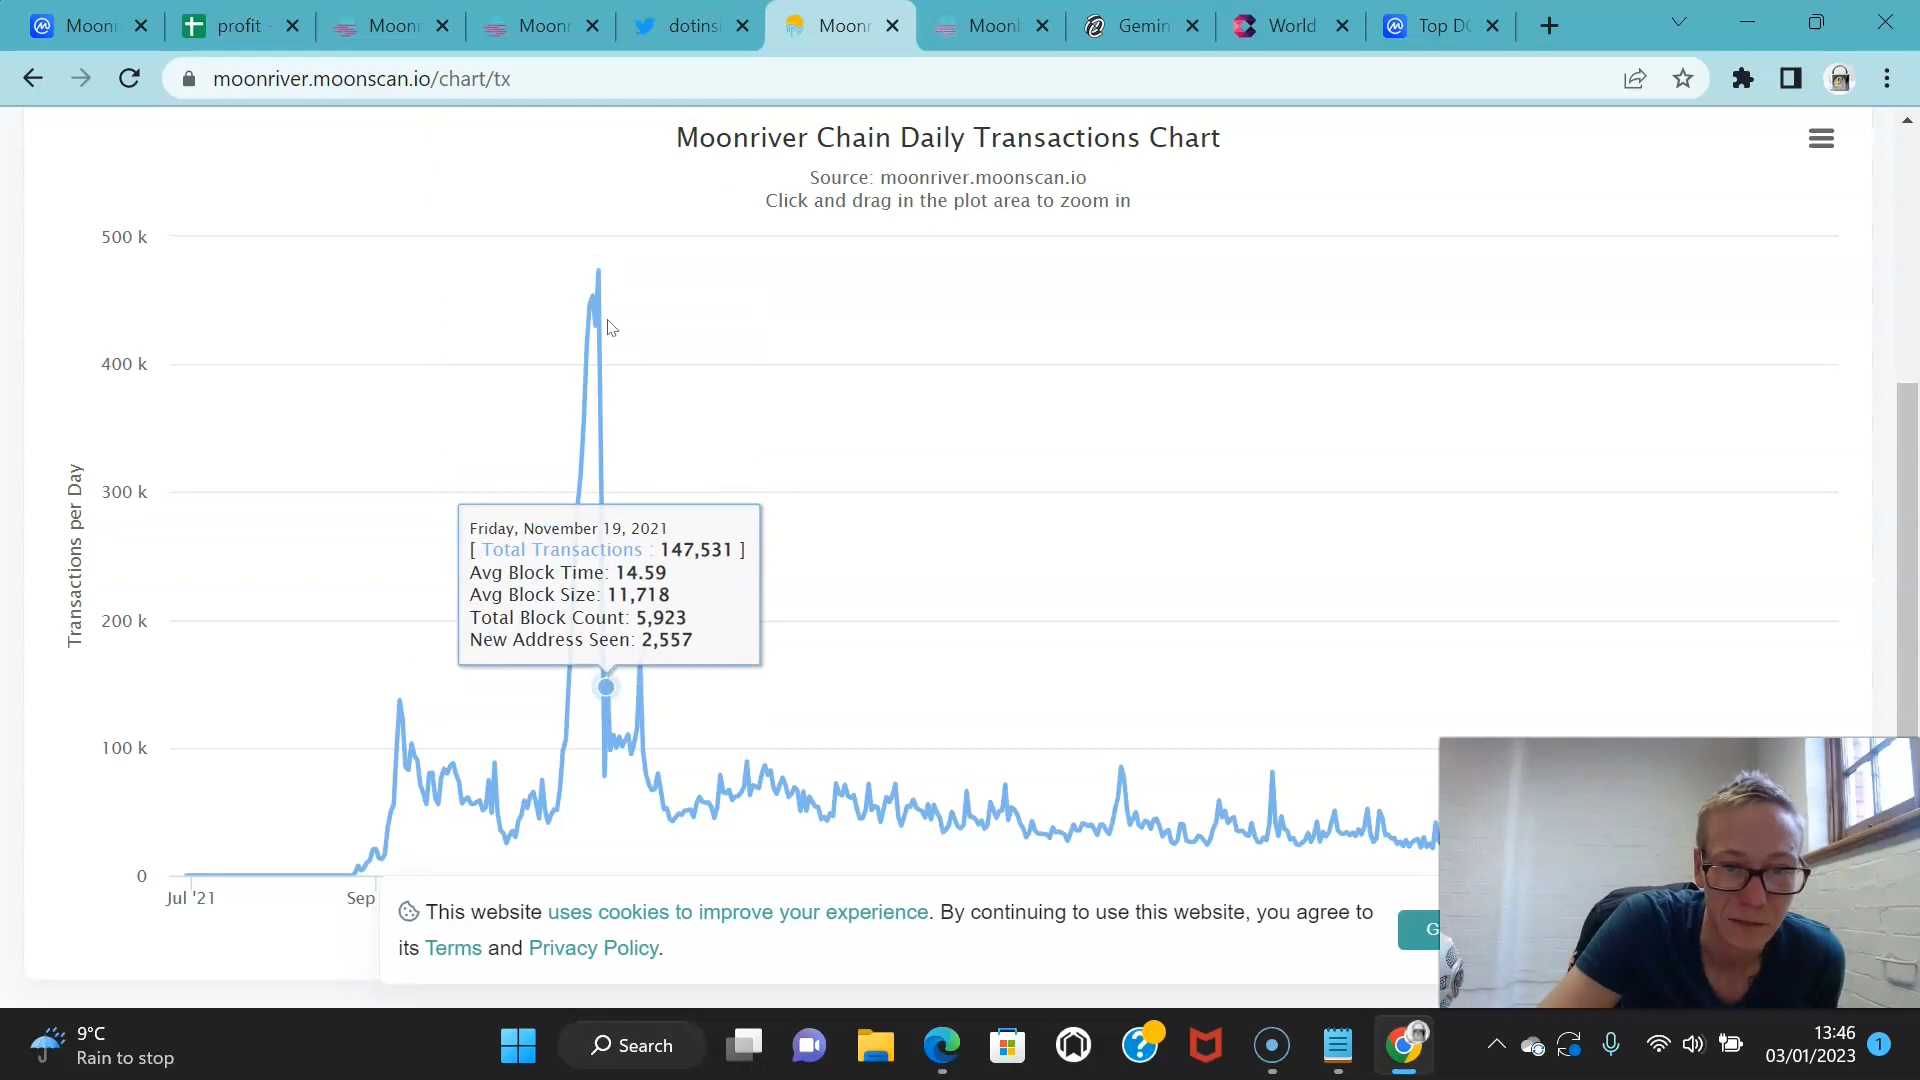 Moonr
profit -
Moonr
Moonr
dotinsi
Moonr
Moonb
Gemin
World
Top DO
moonriver.moonscan.io/chart/tx
Moonriver Chain Daily Transactions Chart
Source: moonriver.moonscan.io
Click and drag in the plot area to zoom in
Transactions per Day
500 k
400 k
300 k
200 k
100 k
0
Friday, November 19, 2021
[ Total Transactions : 147,531 ]
Avg Block Time: 14.59
Avg Block Size: 11,718
Total Block Count: 5,923
New Address Seen: 2,557
Jul '21
Sep
This website uses cookies to improve your experience. By continuing to use this website, you agree to
its Terms and Privacy Policy.
G
9°C
Rain to stop
Search
13:46
03/01/2023
1